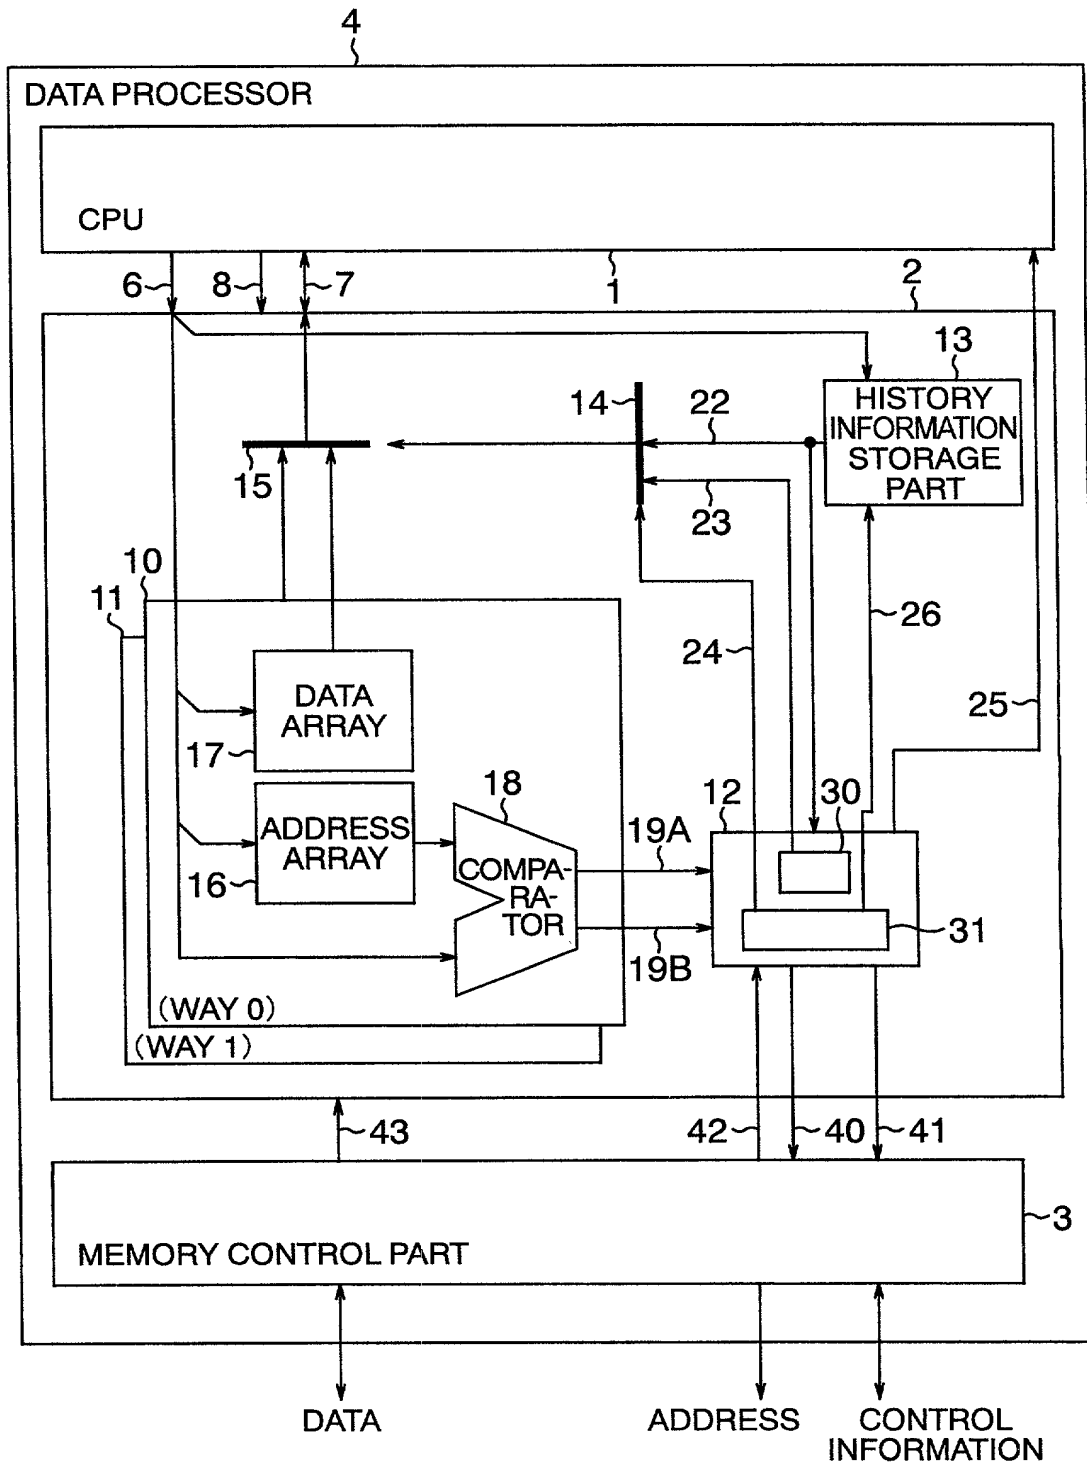 4
DATA PROCESSOR
CPU
6
8
7
1
2
13
HISTORY
INFORMATION
STORAGE
PART
14
22
15
23
10
11
26
24
25
DATA
ARRAY
17
18
12
30
19A
ADDRESS
ARRAY
16
COMPA-
RA-
TOR
31
19B
(WAY 0)
(WAY 1)
43
42
40
41
3
MEMORY CONTROL PART
DATA
ADDRESS
CONTROL
INFORMATION